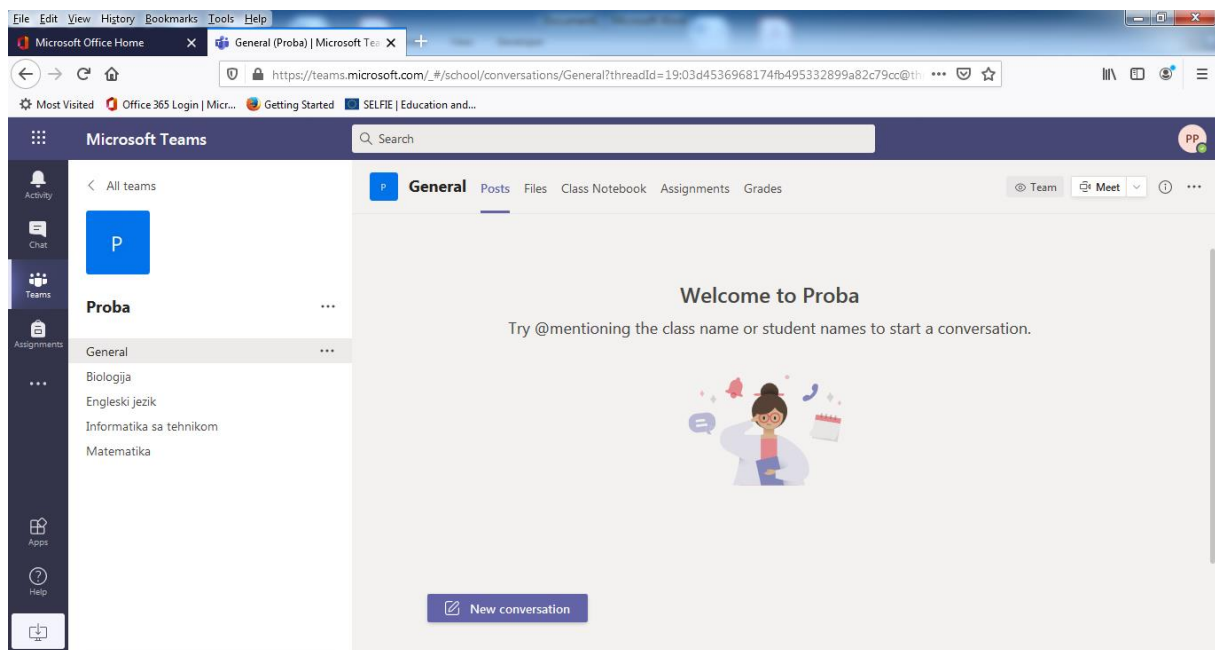 File Edit View History Bookmarks Tools Help
Microsoft Office Home
General (Proba) | Microsoft Tea
https://teams.microsoft.com/_#/school/conversations/General?threadId=19:03d4536968174fb495332899a82c79cc@th
Most Visited Office 365 Login | Micr... Getting Started SELFIE | Education and...
Microsoft Teams
Search
PP
Activity
Chat
Teams
Assignments
Apps
Help
All teams
P
Proba
General
Biologija
Engleski jezik
Informatika sa tehnikom
Matematika
P General Posts Files Class Notebook Assignments Grades
Team Meet
Welcome to Proba
Try @mentioning the class name or student names to start a conversation.
New conversation